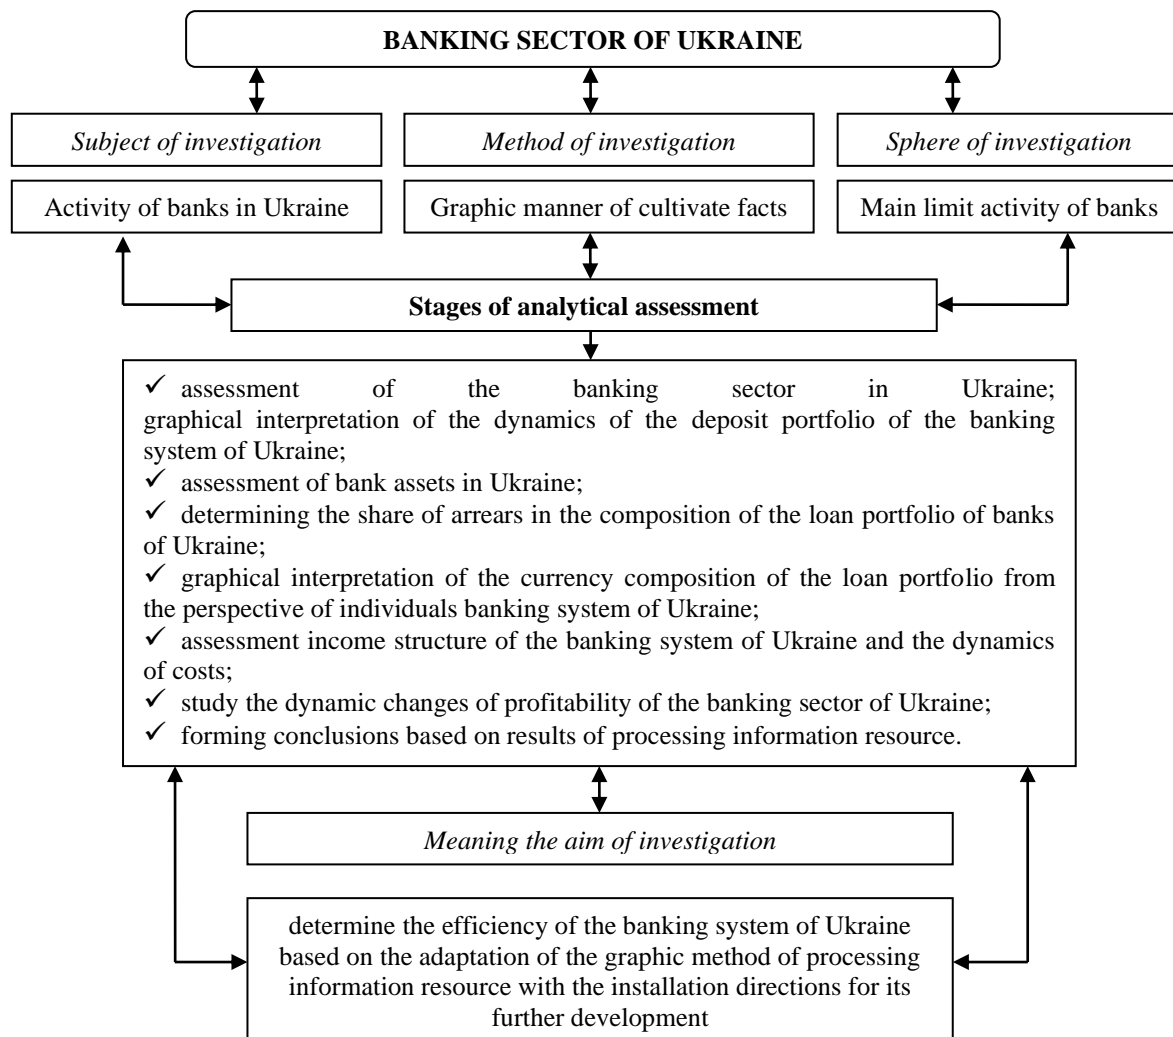 BANKING SECTOR OF UKRAINE
Subject of investigation
Method of investigation
Sphere of investigation
Activity of banks in Ukraine
Graphic manner of cultivate facts
Main limit activity of banks
Stages of analytical assessment
✓ assessment of the banking sector in Ukraine;
graphical interpretation of the dynamics of the deposit portfolio of the banking
system of Ukraine;
✓ assessment of bank assets in Ukraine;
✓ determining the share of arrears in the composition of the loan portfolio of banks
of Ukraine;
✓ graphical interpretation of the currency composition of the loan portfolio from
the perspective of individuals banking system of Ukraine;
✓ assessment income structure of the banking system of Ukraine and the dynamics
of costs;
✓ study the dynamic changes of profitability of the banking sector of Ukraine;
✓ forming conclusions based on results of processing information resource.
Meaning the aim of investigation
determine the efficiency of the banking system of Ukraine
based on the adaptation of the graphic method of processing
information resource with the installation directions for its
further development